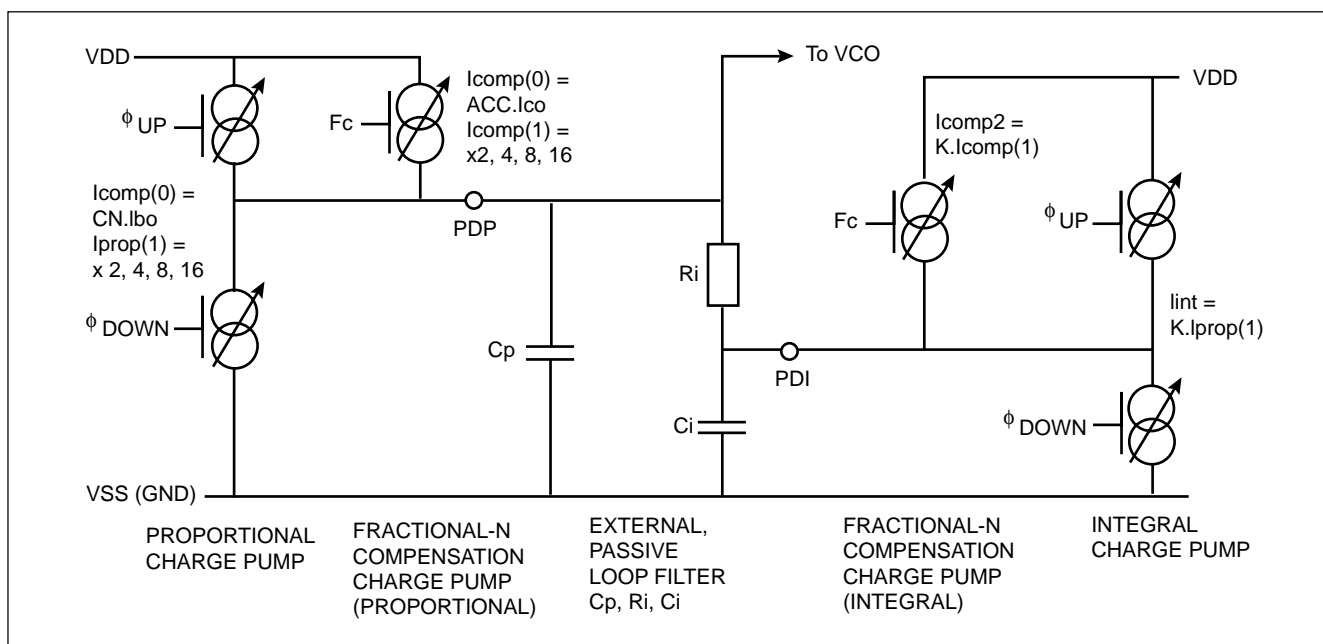 VDD
ϕ UP
Icomp(0) =
CN.Ibo
Iprop(1) =
x 2, 4, 8, 16
ϕ DOWN
Fc
Icomp(0) =
ACC.Ico
Icomp(1) =
x2, 4, 8, 16
PDP
Cp
To VCO
Ri
Ci
PDI
Fc
Icomp2 =
K.Icomp(1)
VDD
ϕ UP
Iint =
K.Iprop(1)
ϕ DOWN
VSS (GND)
PROPORTIONAL
CHARGE PUMP
FRACTIONAL-N
COMPENSATION
CHARGE PUMP
(PROPORTIONAL)
EXTERNAL,
PASSIVE
LOOP FILTER
Cp, Ri, Ci
FRACTIONAL-N
COMPENSATION
CHARGE PUMP
(INTEGRAL)
INTEGRAL
CHARGE PUMP